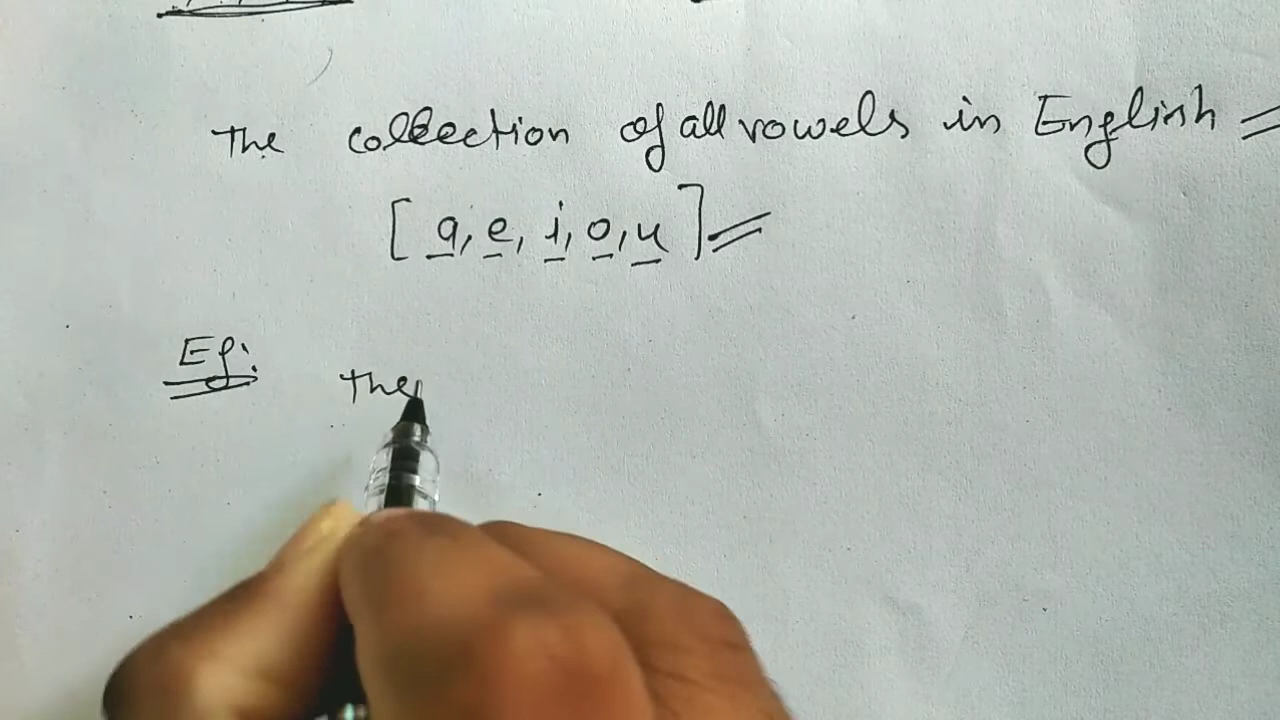 The collection of all vowels in English =
[a, e, i, o, u] =
Eg: The